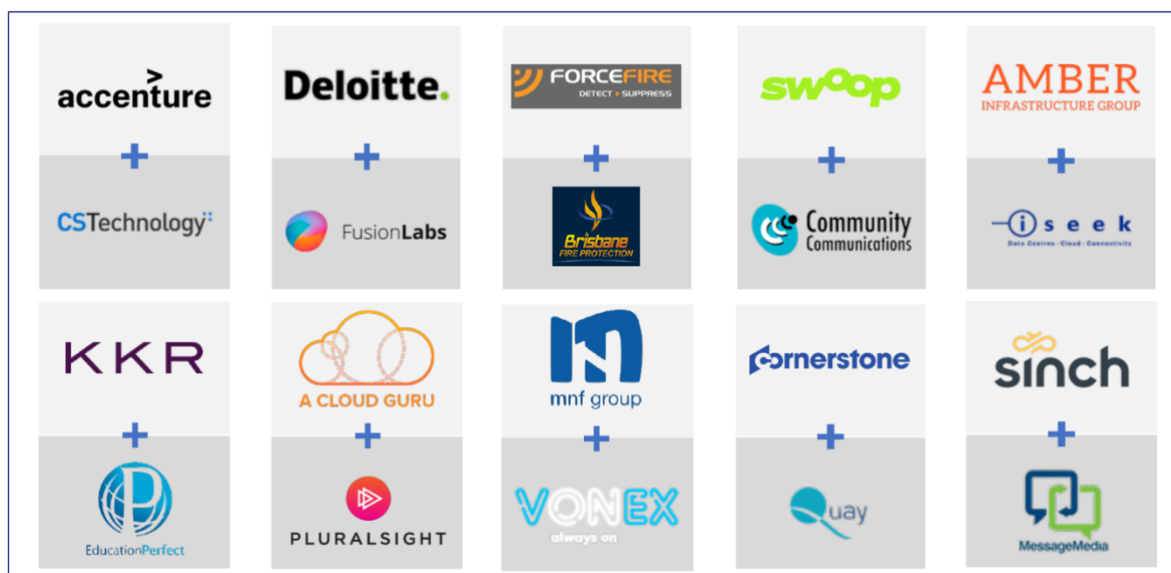 accenture
+
CSTechnology
Deloitte.
+
FusionLabs
FORCEFIRE
DETECT > SUPPRESS
+
Brisbane
FIRE PROTECTION
swoop
+
Community
Communications
AMBER
INFRASTRUCTURE GROUP
+
iseek
Data Centres - Cloud - Connectivity
KKR
+
P
EducationPerfect
A CLOUD GURU
+
PLURALSIGHT
mnf group
+
VONEX
always on
Cornerstone
+
Quay
sinch
+
MessageMedia